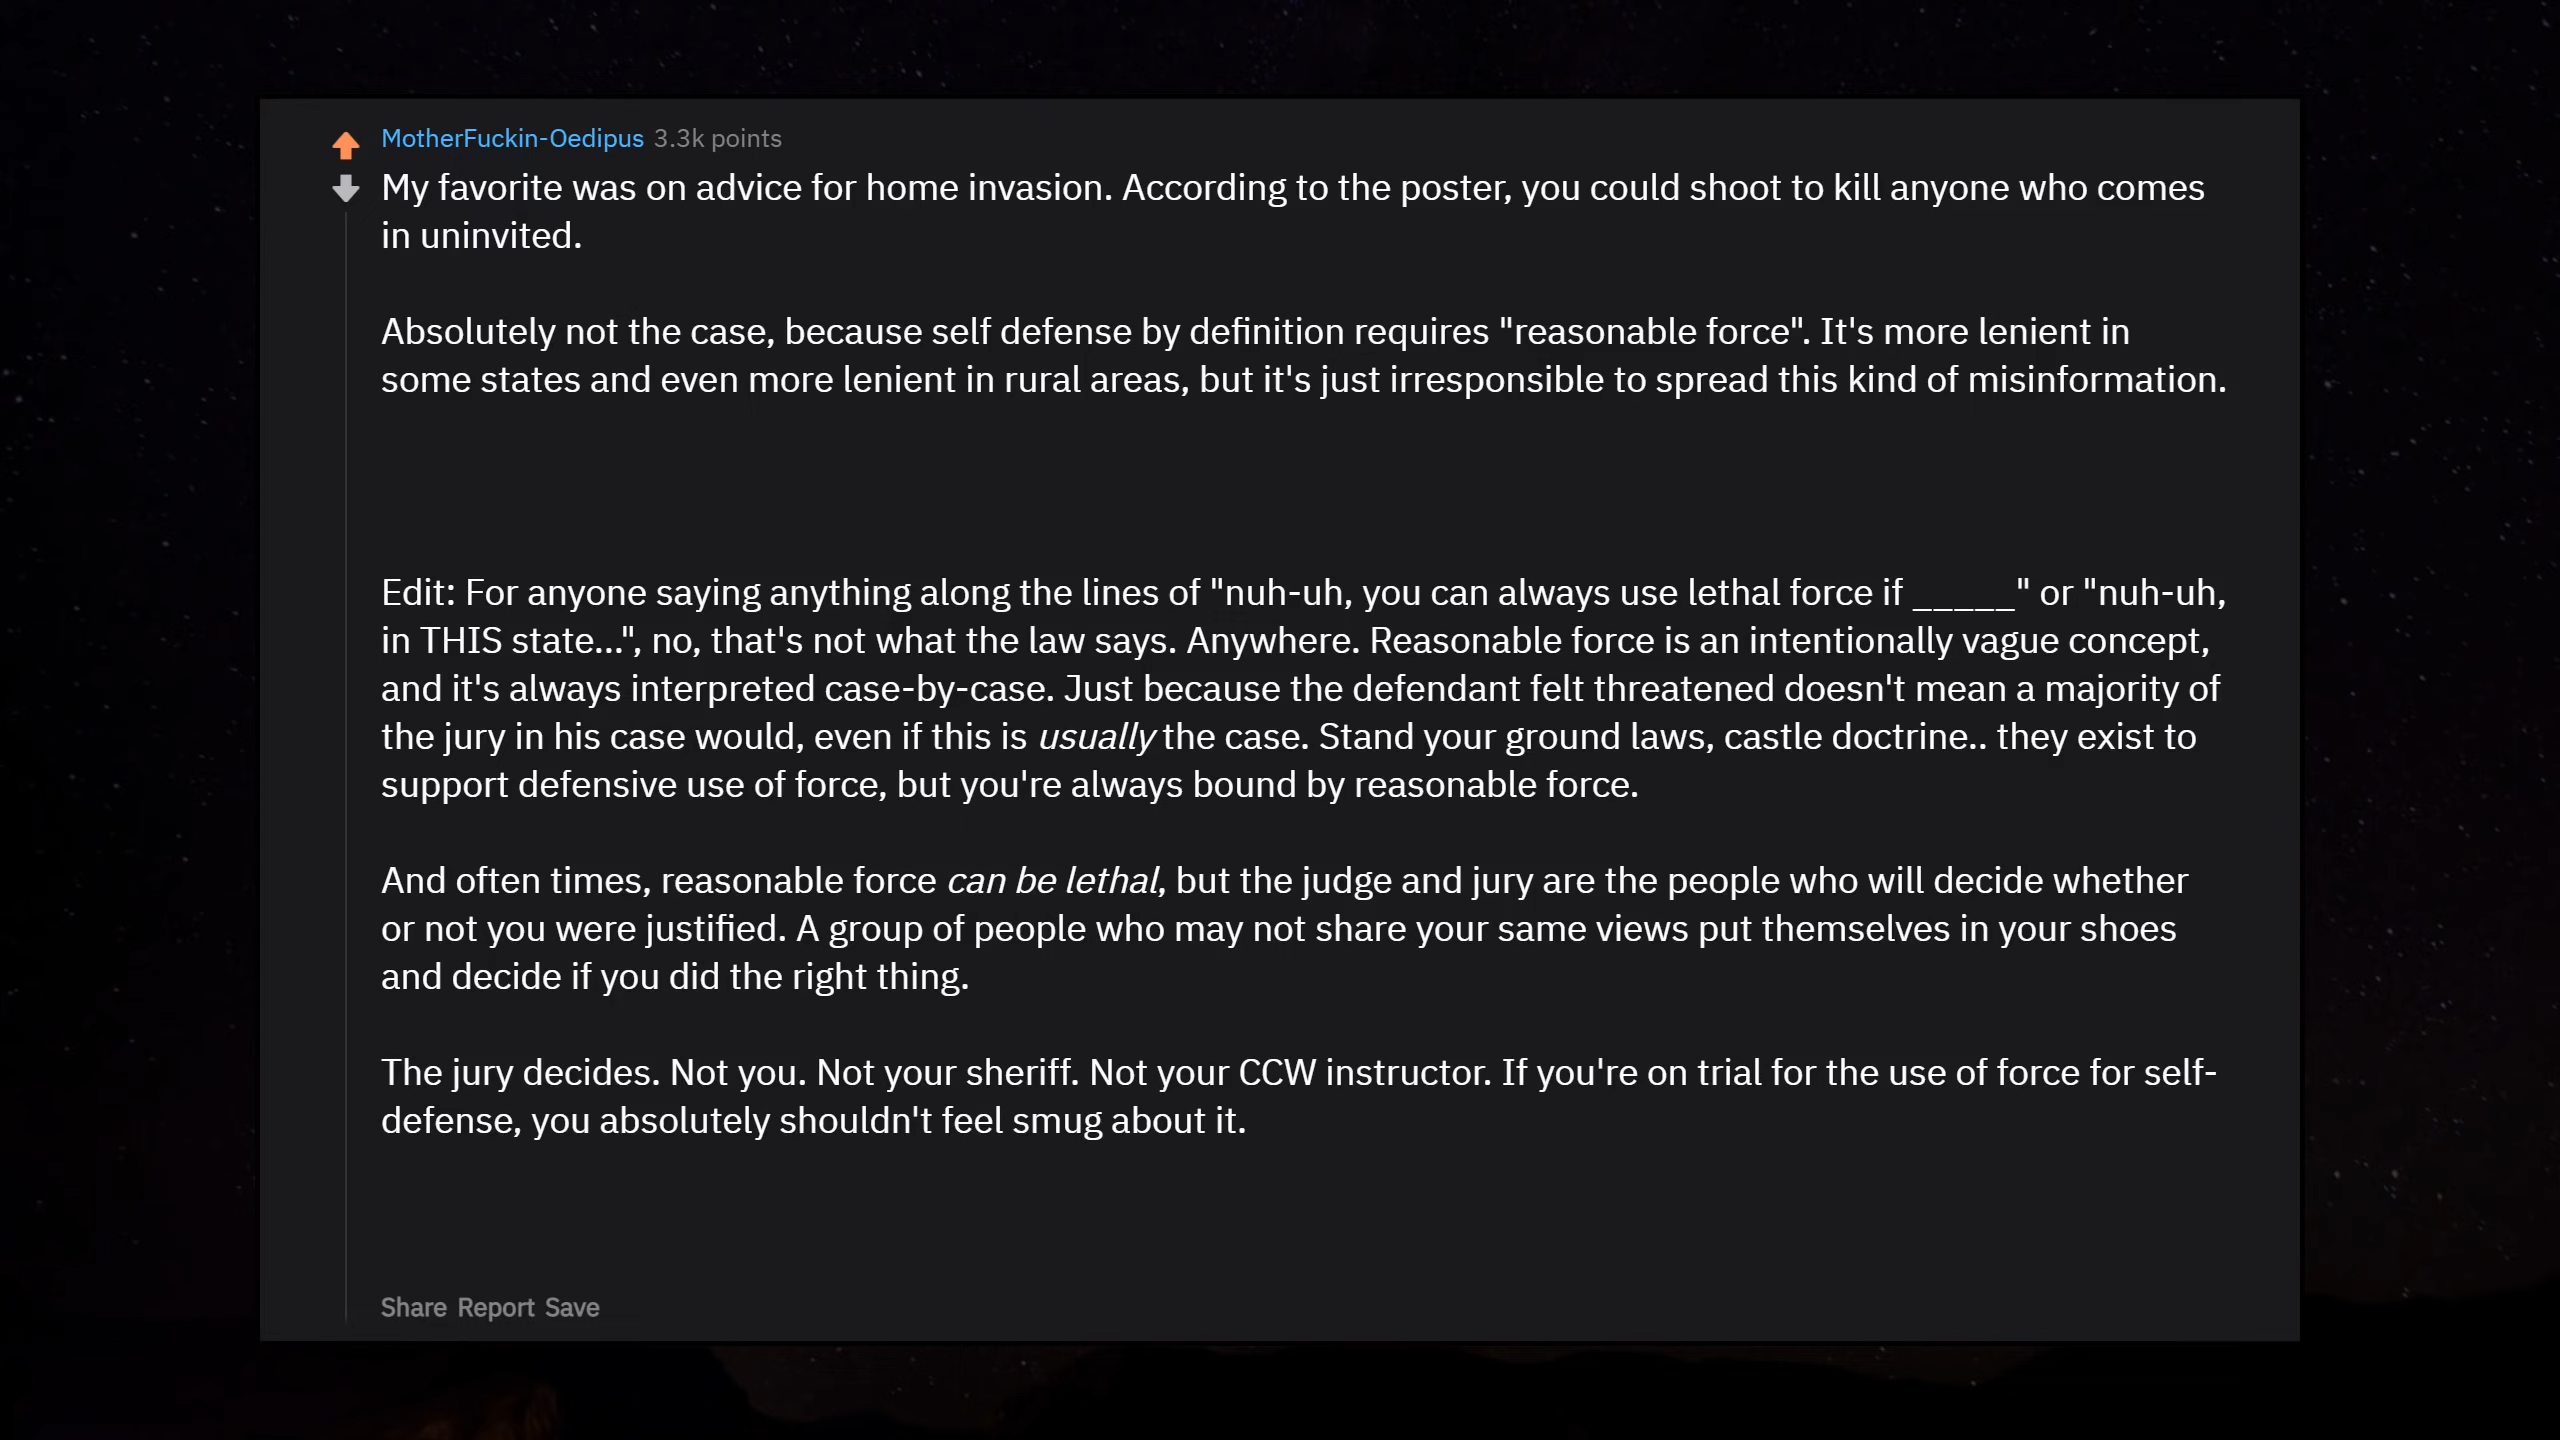 MotherFuckin-Oedipus 3.3k points
My favorite was on advice for home invasion. According to the poster, you could shoot to kill anyone who comes
in uninvited.
Absolutely not the case, because self defense by definition requires "reasonable force". It's more lenient in
some states and even more lenient in rural areas, but it's just irresponsible to spread this kind of misinformation.
Edit: For anyone saying anything along the lines of "nuh-uh, you can always use lethal force if _____" or "nuh-uh,
in THIS state...", no, that's not what the law says. Anywhere. Reasonable force is an intentionally vague concept,
and it's always interpreted case-by-case. Just because the defendant felt threatened doesn't mean a majority of
the jury in his case would, even if this is usually the case. Stand your ground laws, castle doctrine.. they exist to
support defensive use of force, but you're always bound by reasonable force.
And often times, reasonable force can be lethal, but the judge and jury are the people who will decide whether
or not you were justified. A group of people who may not share your same views put themselves in your shoes
and decide if you did the right thing.
The jury decides. Not you. Not your sheriff. Not your CCW instructor. If you're on trial for the use of force for self-
defense, you absolutely shouldn't feel smug about it.
Share Report Save